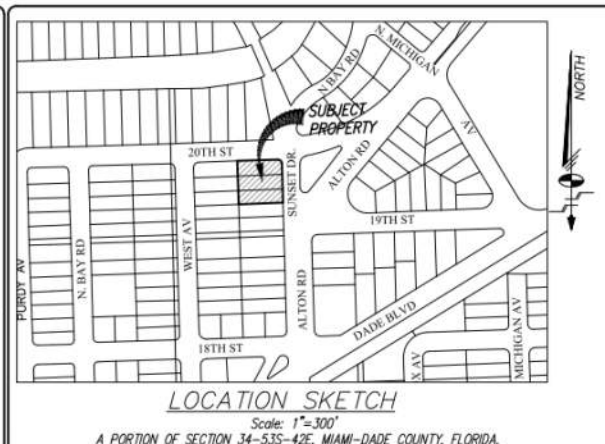 N. MICHIGAN
AV
N BAY RD
NORTH
SUBJECT
PROPERTY
ALTON RD
20TH ST
SUNSET DR.
19TH ST
PURDY AV
N. BAY RD
WEST AV
ALTON RD
DADE BLVD
18TH ST
X AV
MICHIGAN AV
LOCATION SKETCH
Scale: 1"=300'
A PORTION OF SECTION 34-53S-42E, MIAMI-DADE COUNTY, FLORIDA.